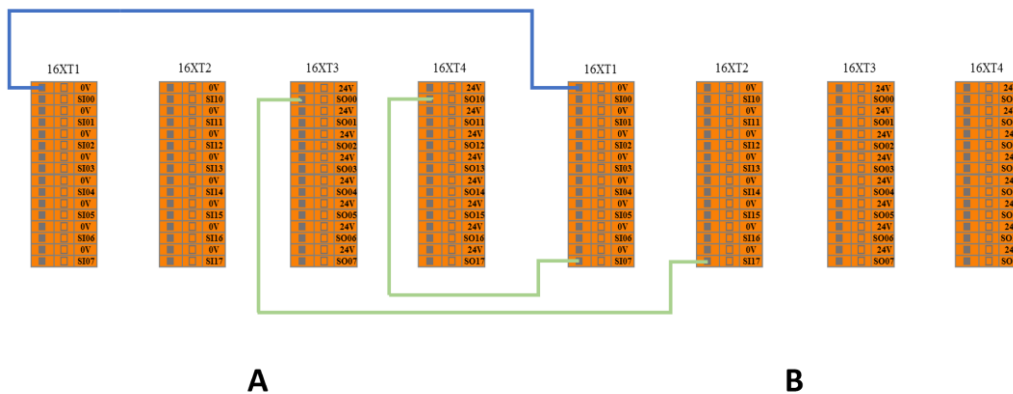 16XT1
0V
SI00
0V
SI01
0V
SI02
0V
SI03
0V
SI04
0V
SI05
0V
SI06
0V
SI07
16XT2
0V
SI10
0V
SI11
0V
SI12
0V
SI13
0V
SI14
0V
SI15
0V
SI16
0V
SI17
16XT3
24V
SO00
24V
SO01
24V
SO02
24V
SO03
24V
SO04
24V
SO05
24V
SO06
24V
SO07
16XT4
24V
SO10
24V
SO11
24V
SO12
24V
SO13
24V
SO14
24V
SO15
24V
SO16
24V
SO17
16XT1
0V
SI00
0V
SI01
0V
SI02
0V
SI03
0V
SI04
0V
SI05
0V
SI06
0V
SI07
16XT2
0V
SI10
0V
SI11
0V
SI12
0V
SI13
0V
SI14
0V
SI15
0V
SI16
0V
SI17
16XT3
24V
SO00
24V
SO01
24V
SO02
24V
SO03
24V
SO04
24V
SO05
24V
SO06
24V
SO07
16XT4
A
B